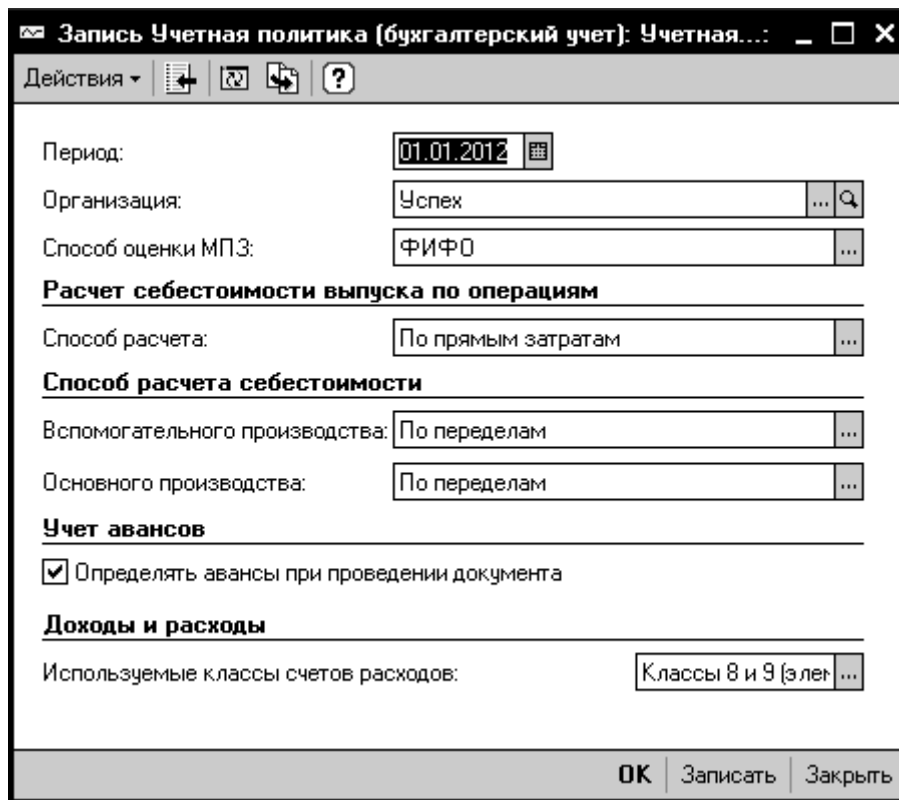 Запись Учетная политика (бухгалтерский учет): Учетная...:
Действия
Период: 01.01.2012
Организация: Успех ...
Способ оценки МПЗ: ФИФО ...
Расчет себестоимости выпуска по операциям
Способ расчета: По прямым затратам ...
Способ расчета себестоимости
Вспомогательного производства: По переделам ...
Основного производства: По переделам ...
Учет авансов
Определять авансы при проведении документа
Доходы и расходы
Используемые классы счетов расходов: Классы 8 и 9 (элем ...
OK Записать Закрыть